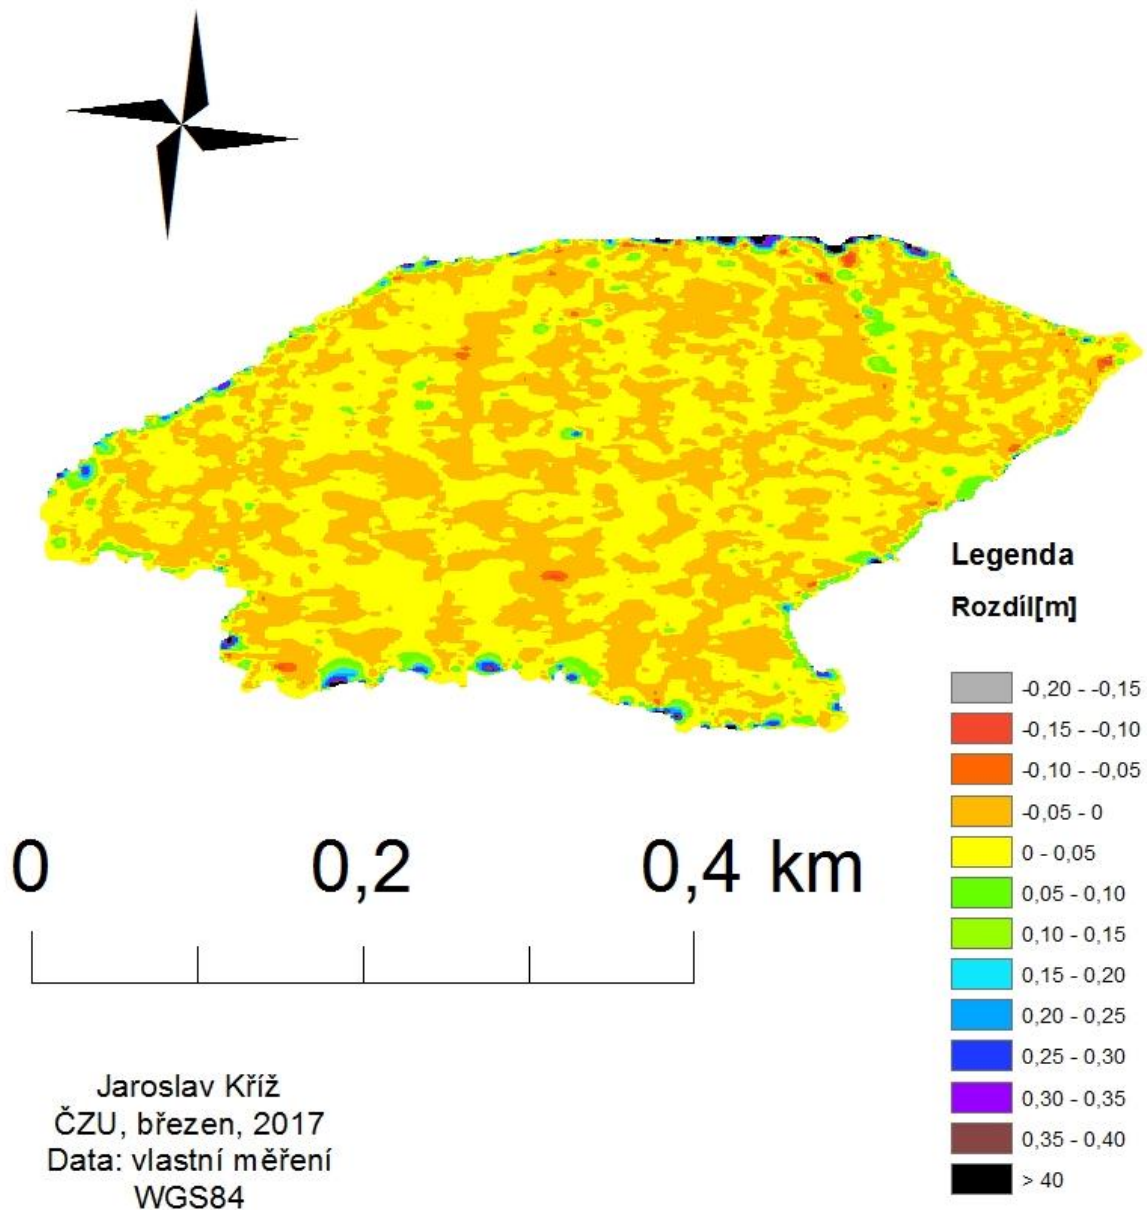 Legenda
Rozdíl[m]
-0,20 - -0,15
-0,15 - -0,10
-0,10 - -0,05
-0,05 - 0
0 - 0,05
0,05 - 0,10
0,10 - 0,15
0,15 - 0,20
0,20 - 0,25
0,25 - 0,30
0,30 - 0,35
0,35 - 0,40
> 40
0 0,2 0,4 km
Jaroslav Kříž
ČZU, březen, 2017
Data: vlastní měření
WGS84